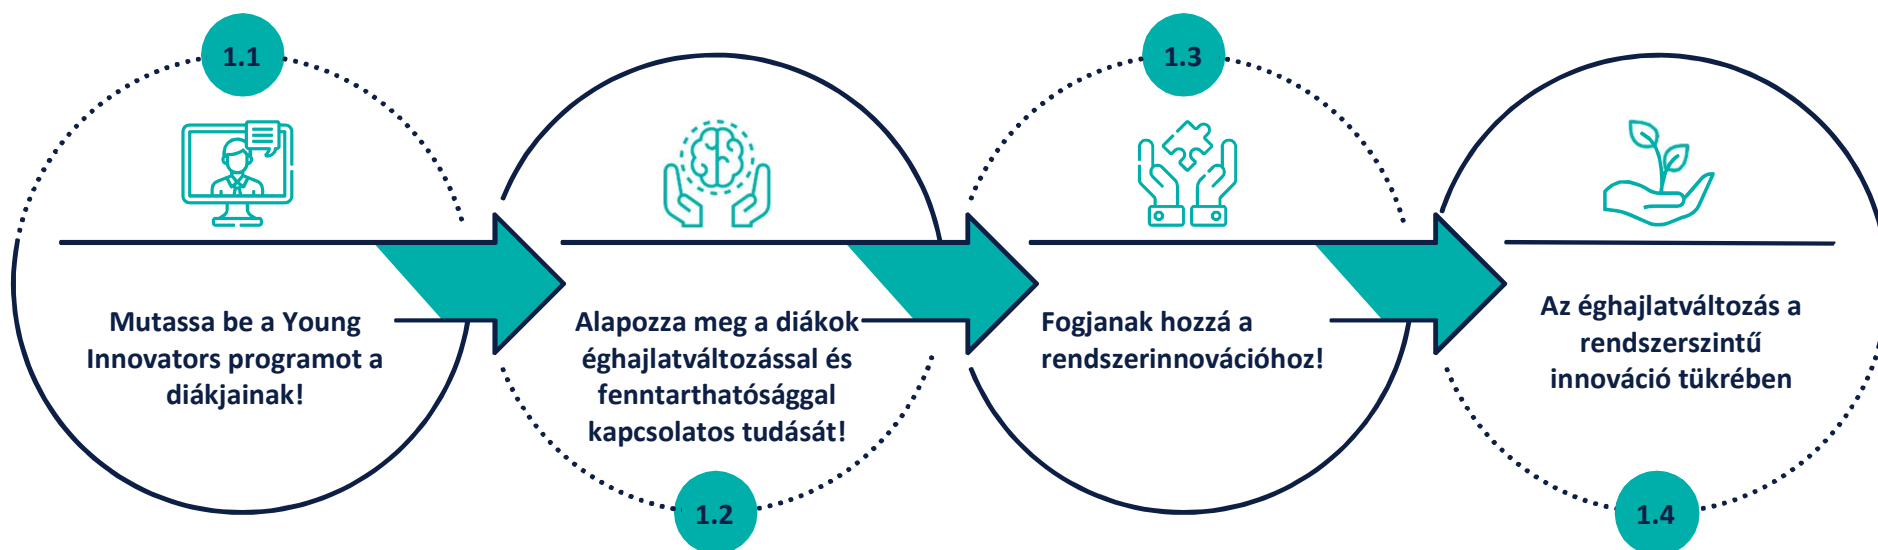 1.1
Mutassa be a Young
Innovators programot a
diákjainak!
Alapozza meg a diákok
éghajlatváltozással és
fenntarthatósággal
kapcsolatos tudását!
1.2
1.3
Fogjanak hozzá a
rendszerinnovációhoz!
Az éghajlatváltozás a
rendszerszintű
innováció tükrében
1.4